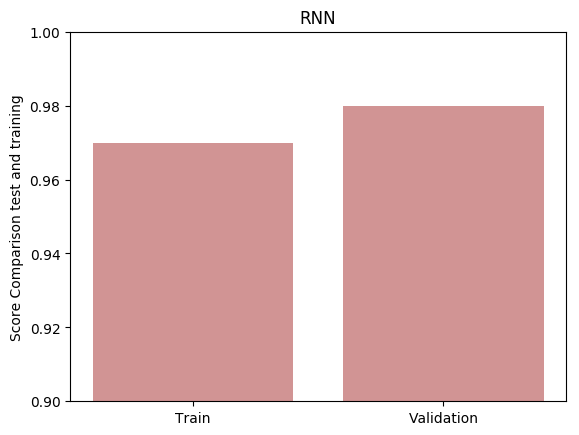 RNN
Score Comparison test and training
1.00
0.98
0.96
0.94
0.92
0.90
Train
Validation